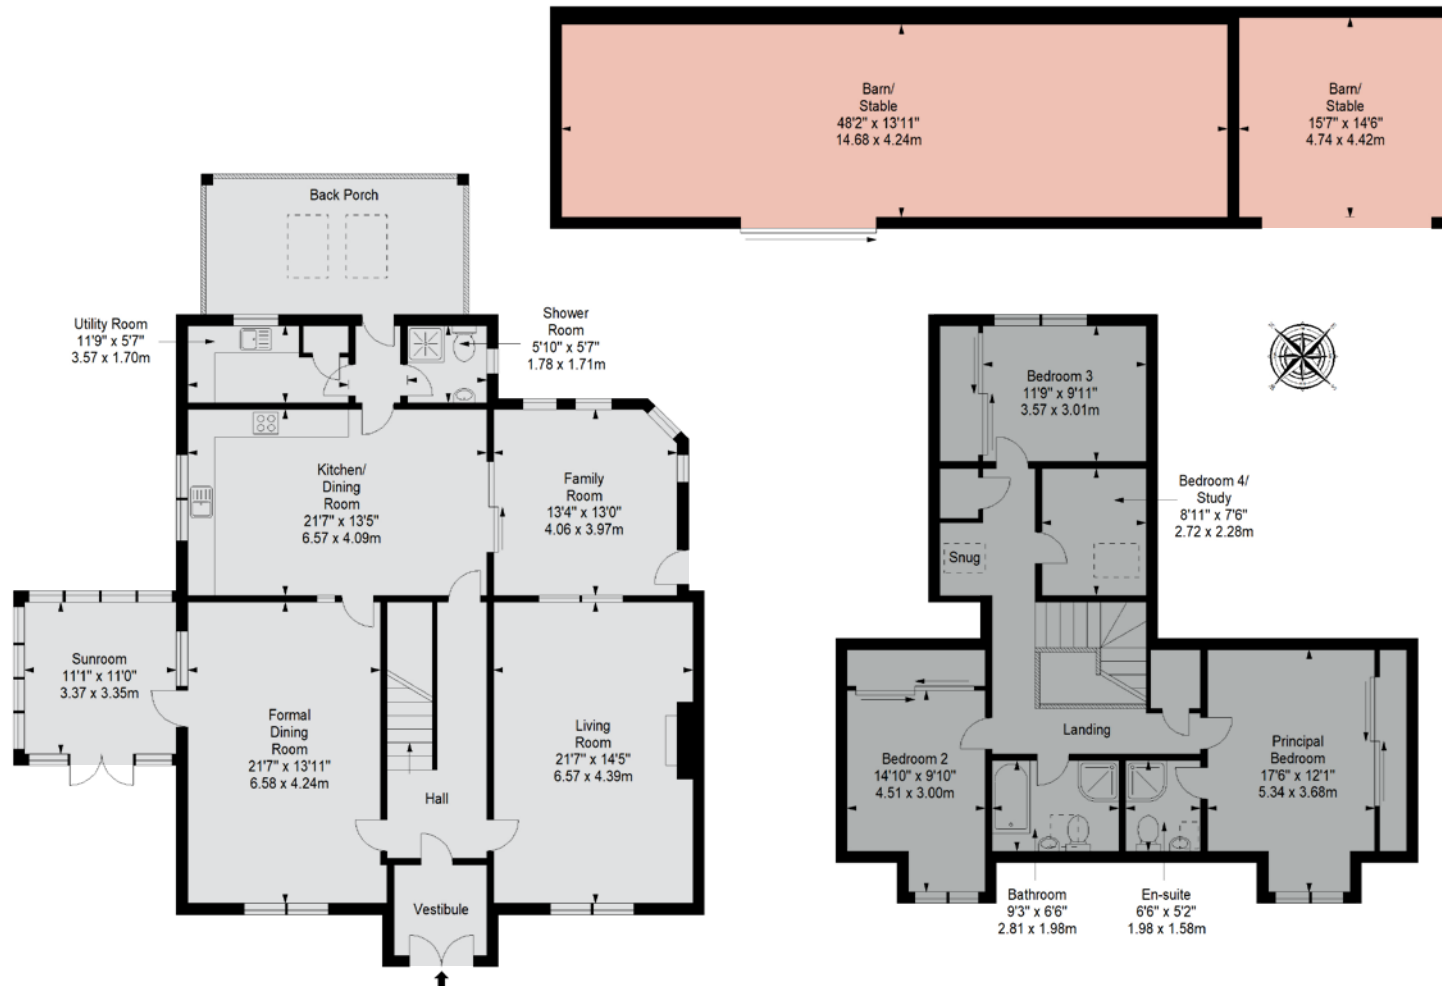 Barn/
Stable
48'2" x 13'11"
14.68 x 4.24m
Barn/
Stable
15'7" x 14'6"
4.74 x 4.42m
Back Porch
Utility Room
11'9" x 5'7"
3.57 x 1.70m
Shower
Room
5'10" x 5'7"
1.78 x 1.71m
Kitchen/
Dining
Room
21'7" x 13'5"
6.57 x 4.09m
Family
Room
13'4" x 13'0"
4.06 x 3.97m
Sunroom
11'1" x 11'0"
3.37 x 3.35m
Formal
Dining
Room
21'7" x 13'11"
6.58 x 4.24m
Living
Room
21'7" x 14'5"
6.57 x 4.39m
Hall
Vestibule
Bedroom 3
11'9" x 9'11"
3.57 x 3.01m
Bedroom 4/
Study
8'11" x 7'6"
2.72 x 2.28m
Snug
Landing
Bedroom 2
14'10" x 9'10"
4.51 x 3.00m
Principal
Bedroom
17'6" x 12'1"
5.34 x 3.68m
Bathroom
9'3" x 6'6"
2.81 x 1.98m
En-suite
6'6" x 5'2"
1.98 x 1.58m